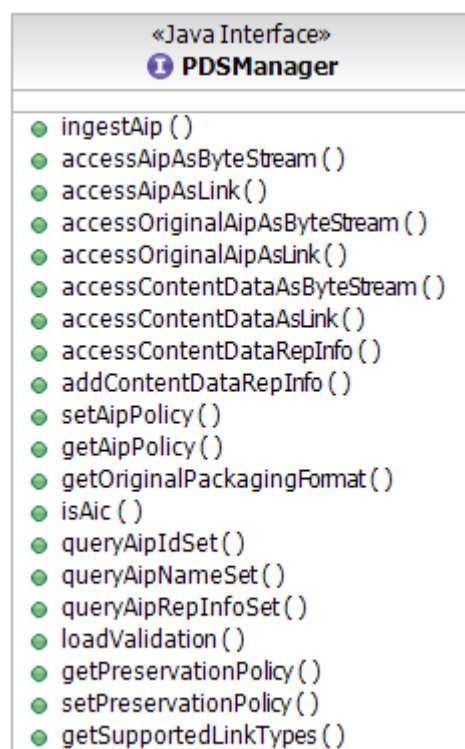 «Java Interface»
I PDSManager
ingestAip ( )
accessAipAsByteStream ( )
accessAipAsLink ( )
accessOriginalAipAsByteStream ( )
accessOriginalAipAsLink ( )
accessContentDataAsByteStream ( )
accessContentDataAsLink ( )
accessContentDataRepInfo ( )
addContentDataRepInfo ( )
setAipPolicy ( )
getAipPolicy ( )
getOriginalPackagingFormat ( )
isAic ( )
queryAipIdSet ( )
queryAipNameSet ( )
queryAipRepInfoSet ( )
loadValidation ( )
getPreservationPolicy ( )
setPreservationPolicy ( )
getSupportedLinkTypes ( )